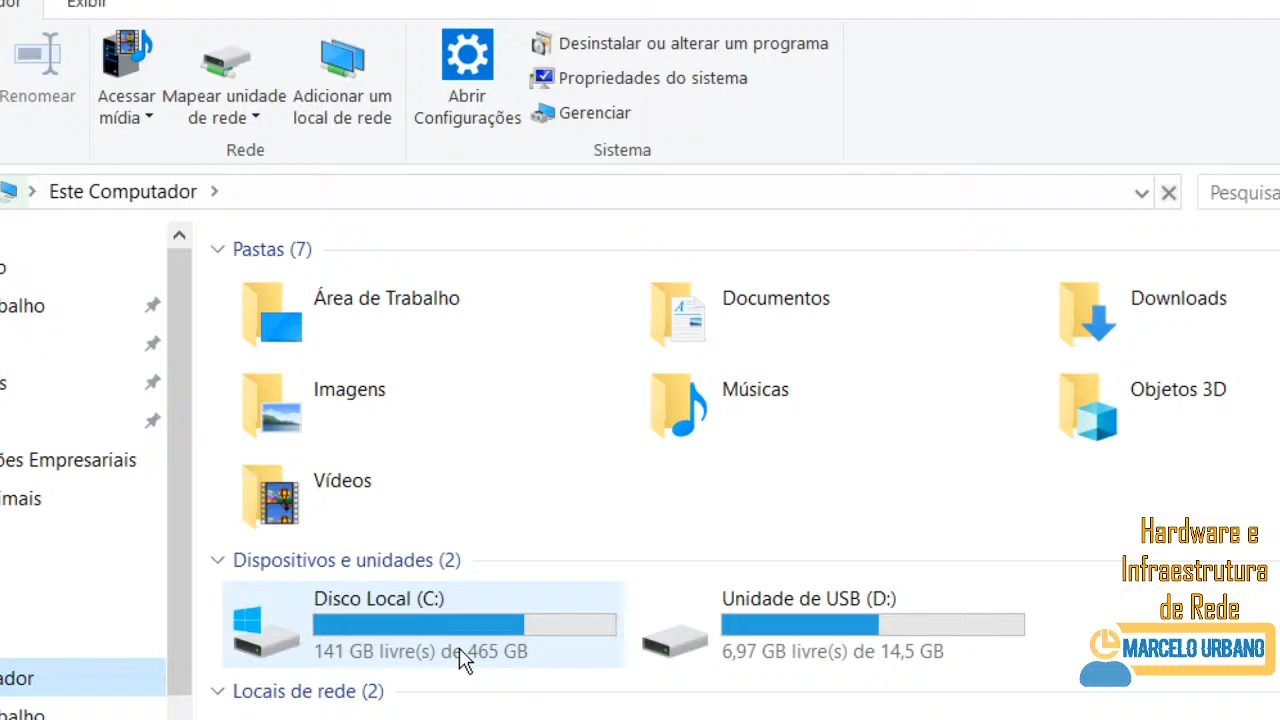 Exibir
Renomear
Acessar
mídia
Mapear unidade
de rede
Adicionar um
local de rede
Rede
Abrir
Configurações
Desinstalar ou alterar um programa
Propriedades do sistema
Gerenciar
Sistema
Este Computador
Pesquisa
balho
ões Empresariais
imais
ador
balho
Pastas (7)
Área de Trabalho
Documentos
Downloads
Imagens
Músicas
Objetos 3D
Vídeos
Dispositivos e unidades (2)
Disco Local (C:)
141 GB livre(s) de 465 GB
Unidade de USB (D:)
6,97 GB livre(s) de 14,5 GB
Locais de rede (2)
Hardware e
Infraestrutura
de Rede
MARCELO URBANO